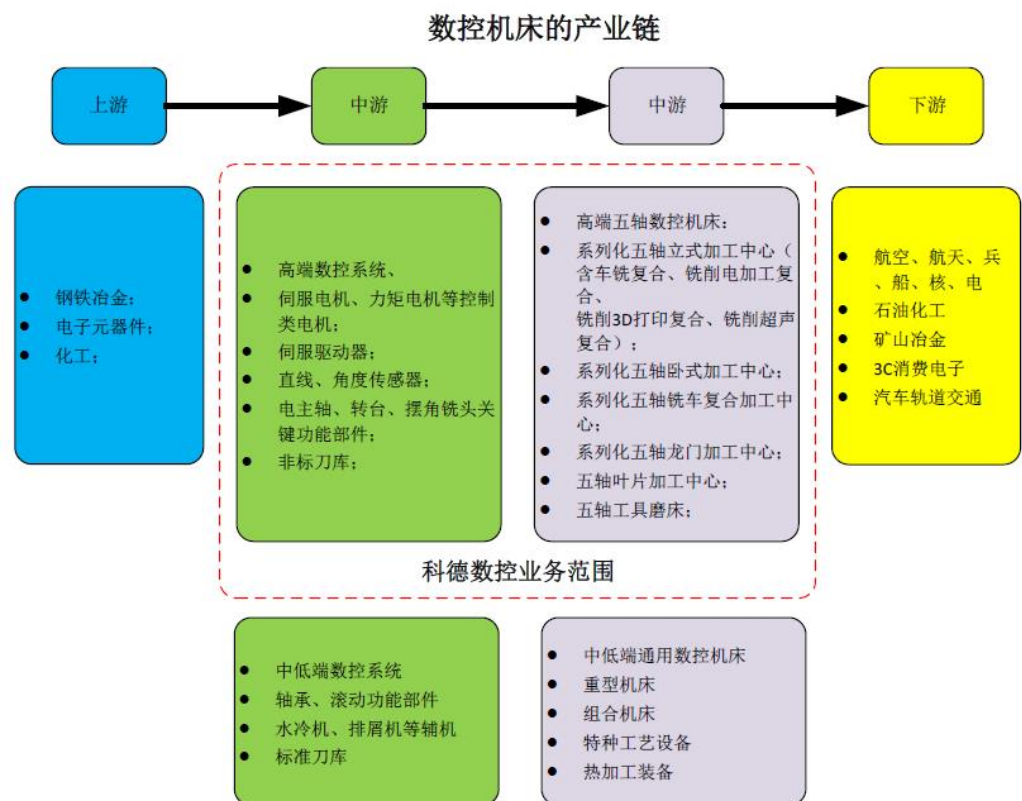 数控机床的产业链
上游
中游
中游
下游
钢铁冶金;
电子元器件;
化工;
高端数控系统、
伺服电机、力矩电机等控制
类电机;
伺服驱动器;
直线、角度传感器;
电主轴、转台、摆角铣头关
键功能部件;
非标刀库;
高端五轴数控机床:
系列化五轴立式加工中心（
含车铣复合、铣削电加工复
合、
铣削3D打印复合、铣削超声
复合）;
系列化五轴卧式加工中心;
系列化五轴铣车复合加工中
心;
系列化五轴龙门加工中心;
五轴叶片加工中心;
五轴工具磨床;
航空、航天、兵
、船、核、电
石油化工
矿山冶金
3C消费电子
汽车轨道交通
科德数控业务范围
中低端数控系统
轴承、滚动功能部件
水冷机、排屑机等辅机
标准刀库
中低端通用数控机床
重型机床
组合机床
特种工艺设备
热加工装备